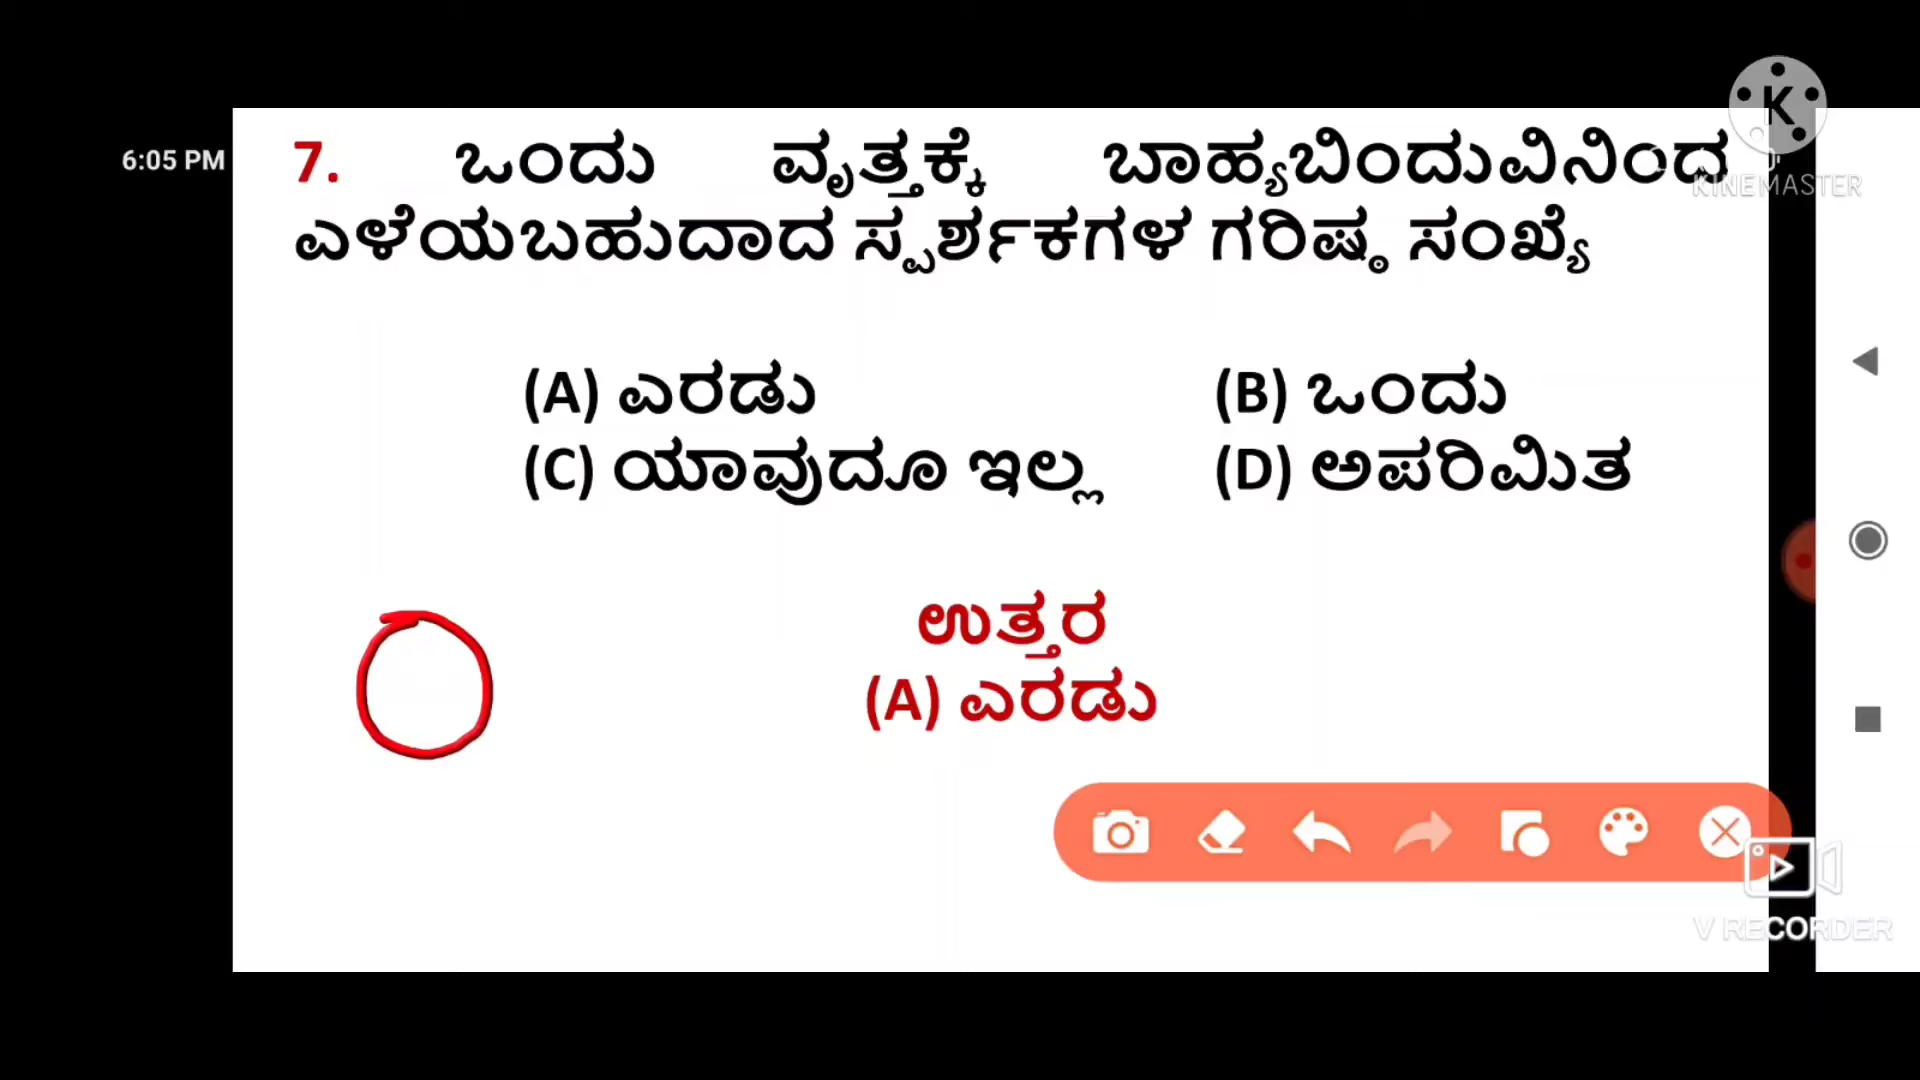 6:05 PM
7. ಒಂದು ವೃತ್ತಕ್ಕೆ ಬಾಹ್ಯಬಿಂದುವಿನಿಂದ
ಎಳೆಯಬಹುದಾದ ಸ್ಪರ್ಶಕಗಳ ಗರಿಷ್ಠ ಸಂಖ್ಯೆ
(A) ಎರಡು (B) ಒಂದು
(C) ಯಾವುದೂ ಇಲ್ಲ (D) ಅಪರಿಮಿತ
ಉತ್ತರ
(A) ಎರಡು
K
KINEMASTER
V RECORDER